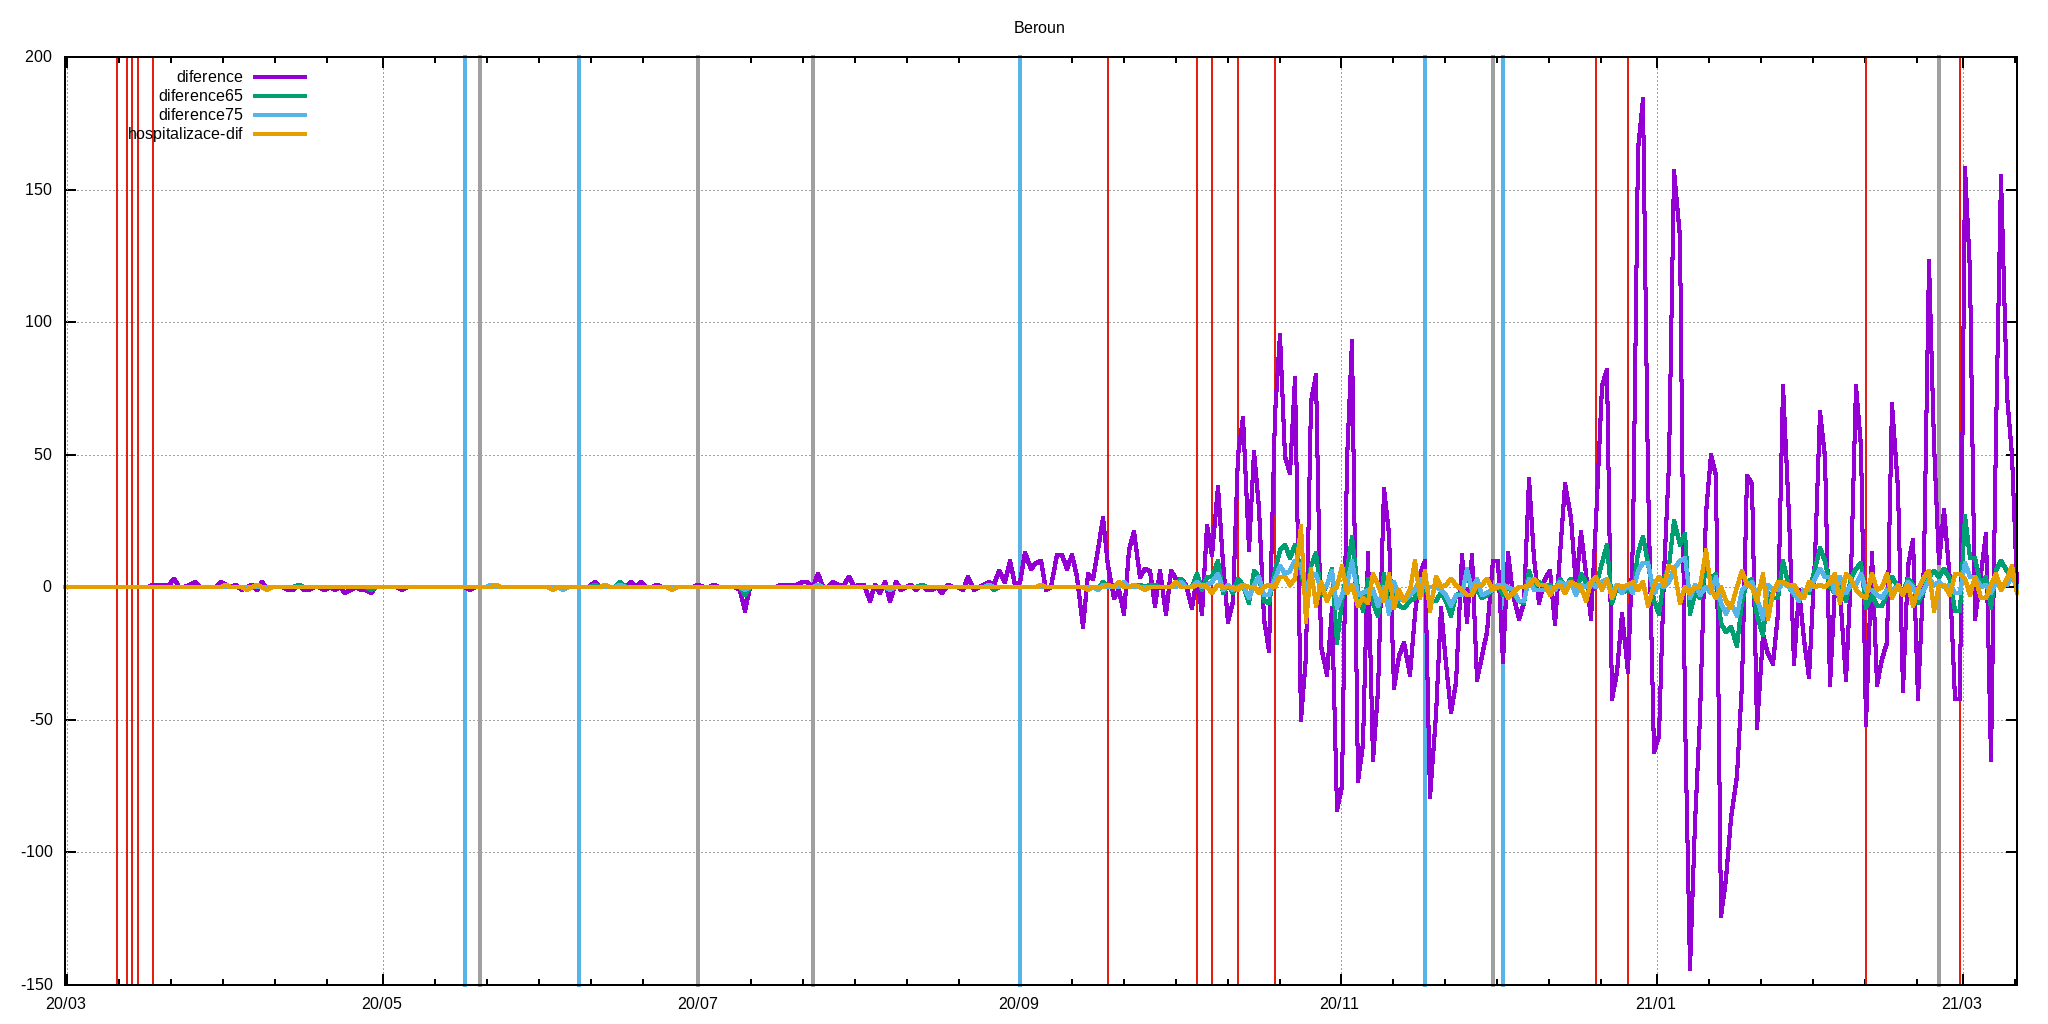 Beroun
200
150
100
50
0
-50
-100
-150
diference
diference65
diference75
hospitalizace-dif
20/03 20/05 20/07 20/09 20/11 21/01 21/03